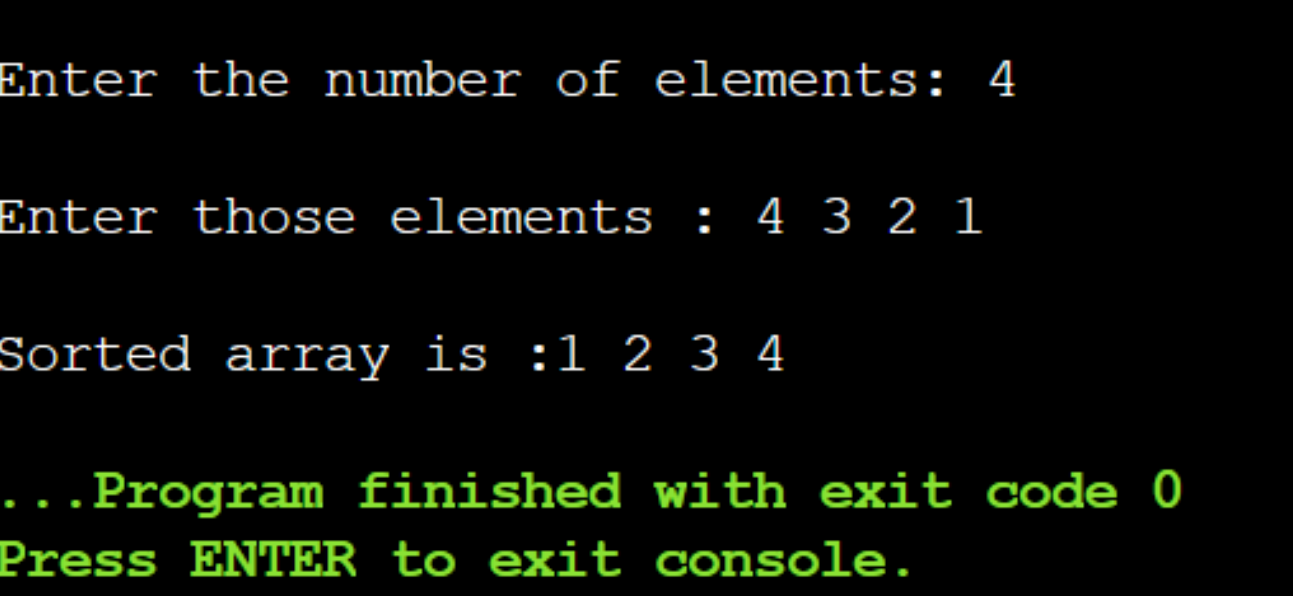 Enter the number of elements: 4
Enter those elements : 4 3 2 1
Sorted array is :1 2 3 4
...Program finished with exit code 0
Press ENTER to exit console.